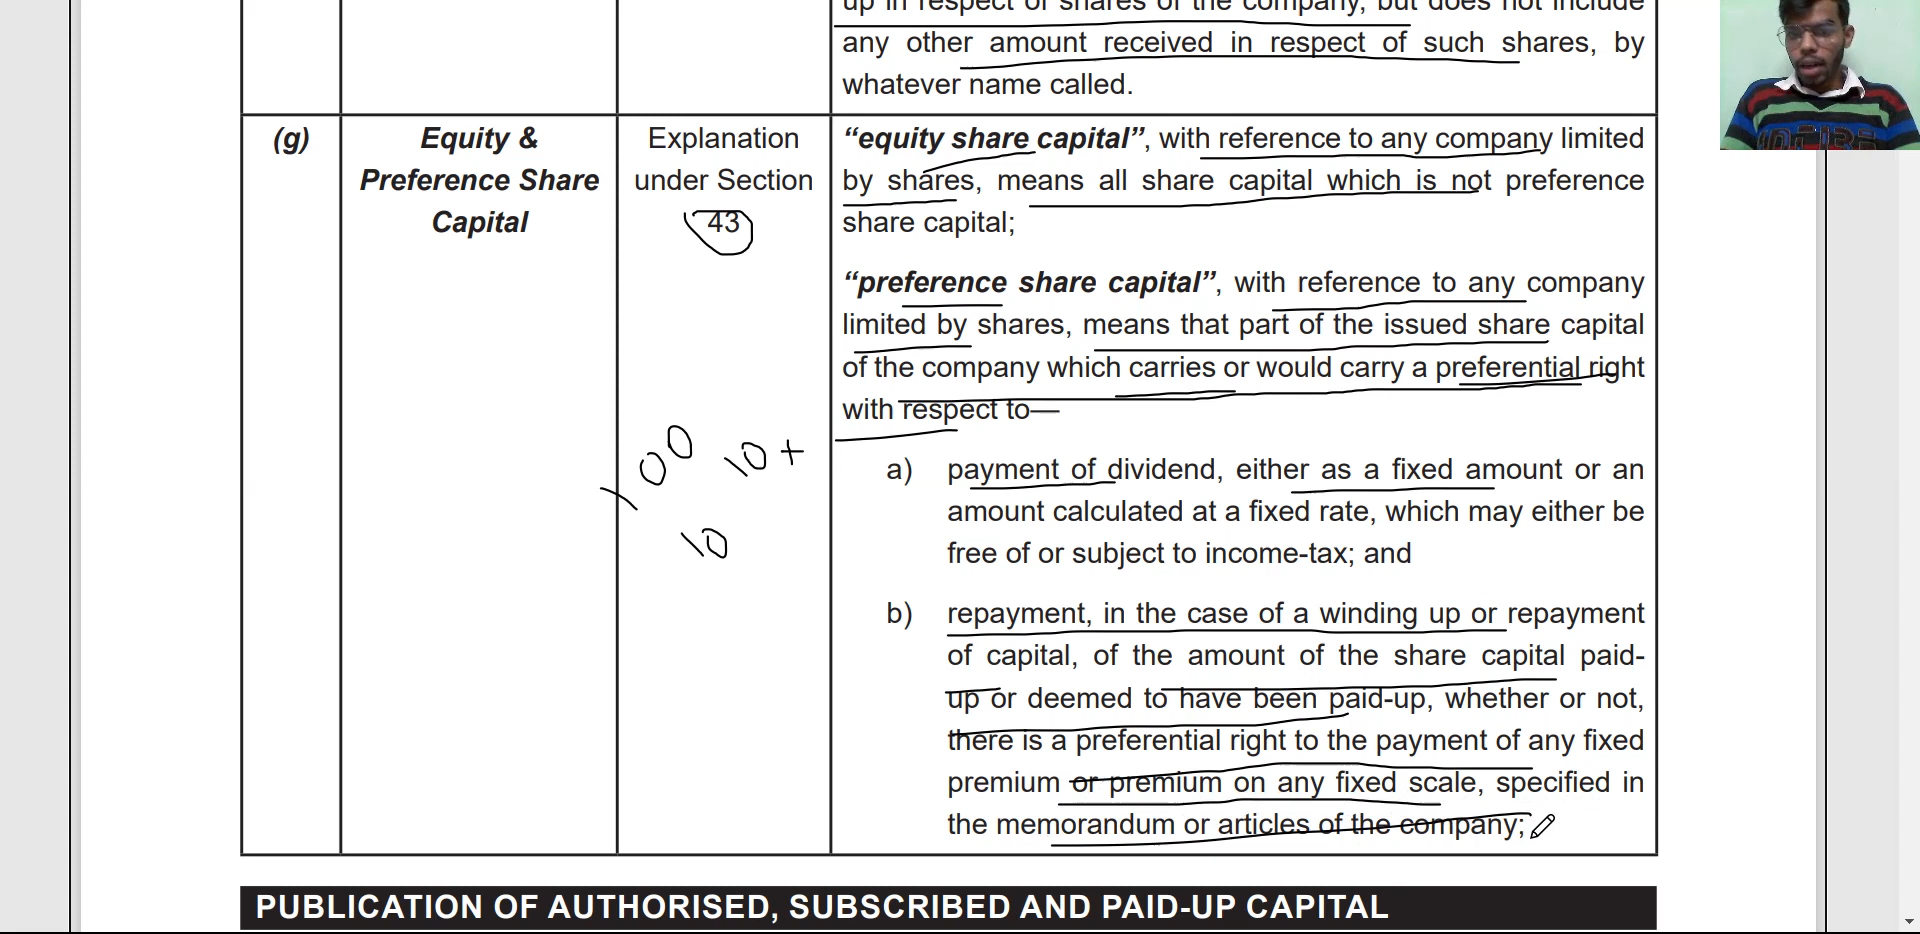 up in respect of shares of the company, but does not include
any other amount received in respect of such shares, by
whatever name called.
(g)
Equity &
Preference Share
Capital
Explanation
under Section
43
“equity share capital”, with reference to any company limited
by shares, means all share capital which is not preference
share capital;
“preference share capital”, with reference to any company
limited by shares, means that part of the issued share capital
of the company which carries or would carry a preferential right
with respect to—
a) payment of dividend, either as a fixed amount or an
amount calculated at a fixed rate, which may either be
free of or subject to income-tax; and
b) repayment, in the case of a winding up or repayment
of capital, of the amount of the share capital paid-
up or deemed to have been paid-up, whether or not,
there is a preferential right to the payment of any fixed
premium or premium on any fixed scale, specified in
the memorandum or articles of the company;
100 10 +
10
PUBLICATION OF AUTHORISED, SUBSCRIBED AND PAID-UP CAPITAL